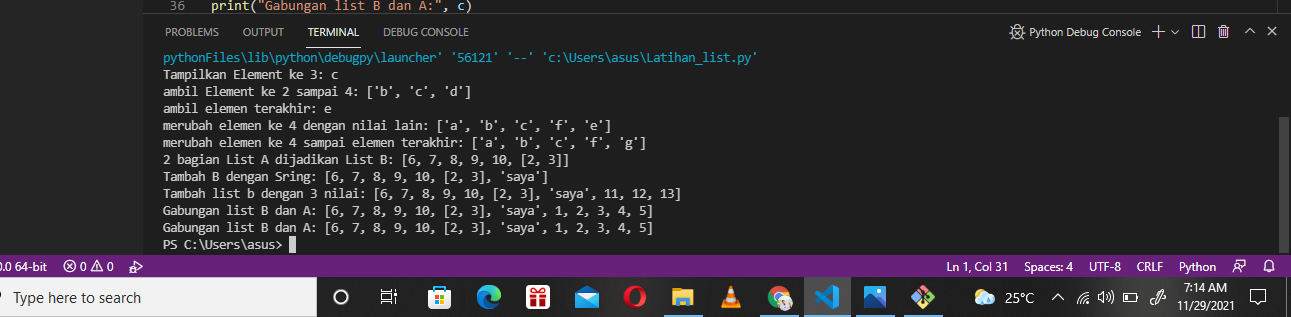 36 print("Gabungan list B dan A:", c)
PROBLEMS OUTPUT TERMINAL DEBUG CONSOLE Python Debug Console
pythonFiles\lib\python\debugpy\launcher' '56121' '--' 'c:\Users\asus\Latihan_list.py'
Tampilkan Element ke 3: c
ambil Element ke 2 sampai 4: ['b', 'c', 'd']
ambil elemen terakhir: e
merubah elemen ke 4 dengan nilai lain: ['a', 'b', 'c', 'f', 'e']
merubah elemen ke 4 sampai elemen terakhir: ['a', 'b', 'c', 'f', 'g']
2 bagian List A dijadikan List B: [6, 7, 8, 9, 10, [2, 3]]
Tambah B dengan Sring: [6, 7, 8, 9, 10, [2, 3], 'saya']
Tambah list b dengan 3 nilai: [6, 7, 8, 9, 10, [2, 3], 'saya', 11, 12, 13]
Gabungan list B dan A: [6, 7, 8, 9, 10, [2, 3], 'saya', 1, 2, 3, 4, 5]
Gabungan list B dan A: [6, 7, 8, 9, 10, [2, 3], 'saya', 1, 2, 3, 4, 5]
PS C:\Users\asus>
.0 64-bit 0 0 Ln 1, Col 31 Spaces: 4 UTF-8 CRLF Python
Type here to search 25°C 7:14 AM
11/29/2021